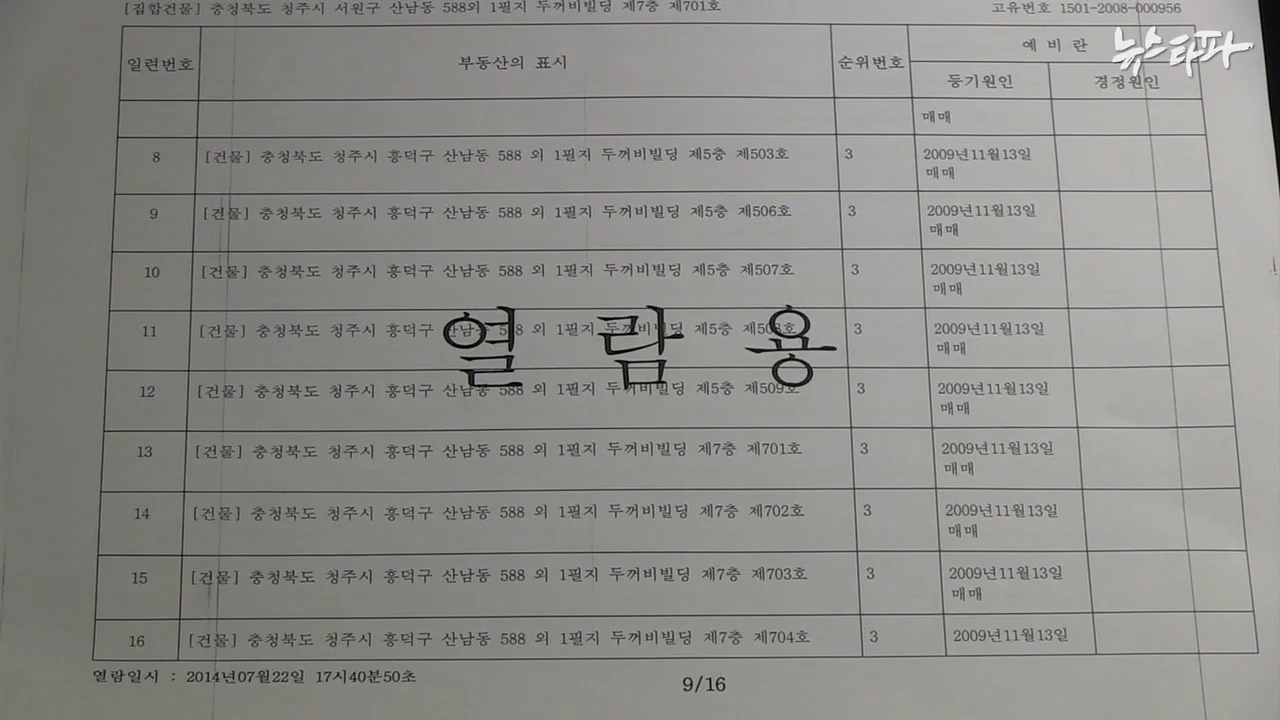 [집합건물] 충청북도 청주시 서원구 산남동 588외 1필지 두꺼비빌딩 제7층 제701호
고유번호 1501-2008-000956
뉴스타파
일련번호 부동산의 표시 순위번호 예 비 란
등기원인 경정원인
매매
8 [건물] 충청북도 청주시 흥덕구 산남동 588 외 1필지 두꺼비빌딩 제5층 제503호 3 2009년11월13일
매매
9 [건물] 충청북도 청주시 흥덕구 산남동 588 외 1필지 두꺼비빌딩 제5층 제506호 3 2009년11월13일
매매
10 [건물] 충청북도 청주시 흥덕구 산남동 588 외 1필지 두꺼비빌딩 제5층 제507호 3 2009년11월13일
매매
11 [건물] 충청북도 청주시 흥덕구 산남동 588 외 1필지 두꺼비빌딩 제5층 제508호 3 2009년11월13일
매매
열 람 용
12 [건물] 충청북도 청주시 흥덕구 산남동 588 외 1필지 두꺼비빌딩 제5층 제509호 3 2009년11월13일
매매
13 [건물] 충청북도 청주시 흥덕구 산남동 588 외 1필지 두꺼비빌딩 제7층 제701호 3 2009년11월13일
매매
14 [건물] 충청북도 청주시 흥덕구 산남동 588 외 1필지 두꺼비빌딩 제7층 제702호 3 2009년11월13일
매매
15 [건물] 충청북도 청주시 흥덕구 산남동 588 외 1필지 두꺼비빌딩 제7층 제703호 3 2009년11월13일
매매
16 [건물] 충청북도 청주시 흥덕구 산남동 588 외 1필지 두꺼비빌딩 제7층 제704호 3 2009년11월13일
열람일시 : 2014년07월22일 17시40분50초
9/16